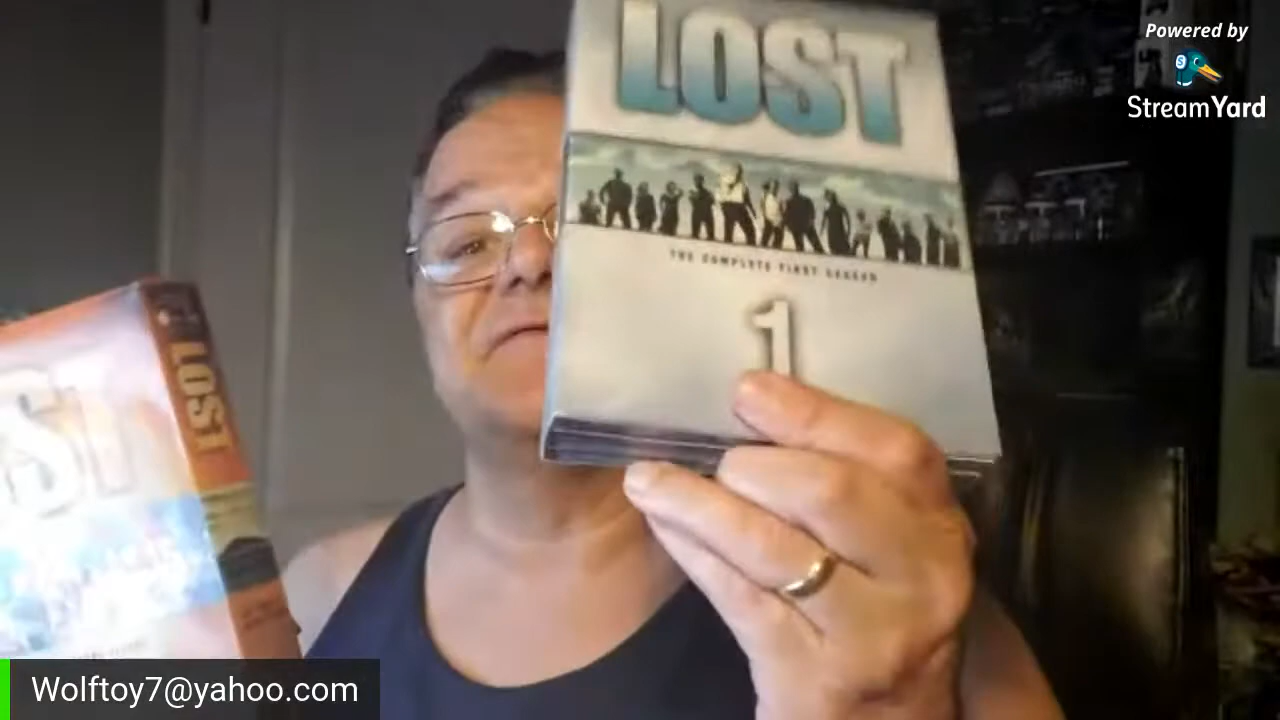 Powered by
StreamYard
LOST
THE COMPLETE FIRST SEASON
1
LOST
Wolftoy7@yahoo.com